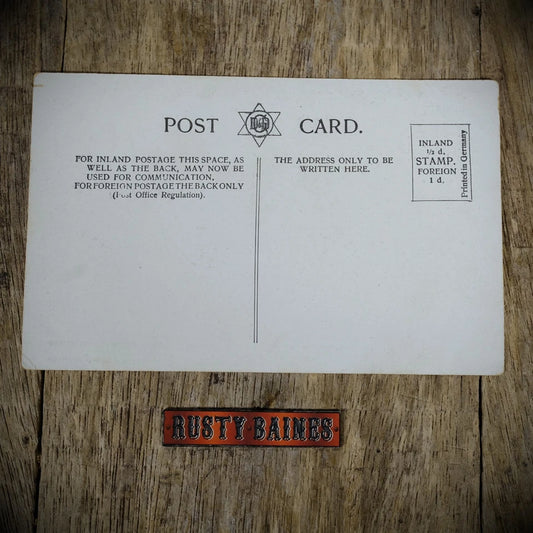 POST CARD.
FOR INLAND POSTAGE THIS SPACE, AS
WELL AS THE BACK, MAY NOW BE
USED FOR COMMUNICATION.
FOR FOREIGN POSTAGE THE BACK ONLY
(Post Office Regulation).
THE ADDRESS ONLY TO BE
WRITTEN HERE.
INLAND
½ d.
STAMP.
FOREIGN
1 d.
Printed in Germany
RUSTY BAINES